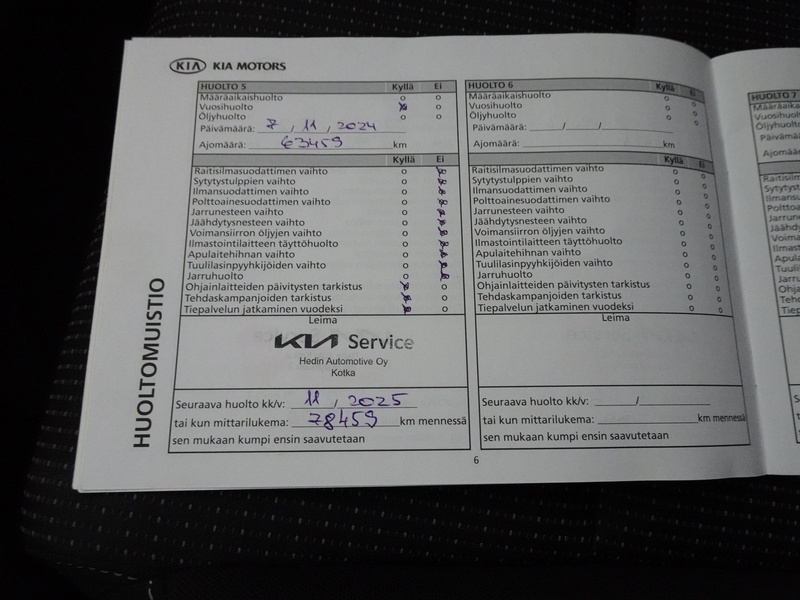 KIA KIA MOTORS
HUOLTO 5 Kyllä Ei
Määräaikaishuolto o o
Vuosihuolto x o
Öljyhuolto o o
Päivämäärä: 7 / 11 / 2024
Ajomäärä: 63459 km
Kyllä Ei
Raitisilmasuodattimen vaihto o x
Sytytystulppien vaihto o x
Ilmansuodattimen vaihto o x
Polttoainesuodattimen vaihto o x
Jarrunesteen vaihto o x
Jäähdytysnesteen vaihto o x
Voimansiirron öljyjen vaihto o x
Ilmastointilaitteen täyttöhuolto o x
Apulaitehihnan vaihto o x
Tuulilasinpyyhkijöiden vaihto o x
Jarruhuolto o x
Ohjainlaitteiden päivitysten tarkistus x o
Tehdaskampanjoiden tarkistus x o
Tiepalvelun jatkaminen vuodeksi x o
Leima
KIA Service
Hedin Automotive Oy
Kotka
Seuraava huolto kk/v: 11 / 2025
tai kun mittarilukema: 78459 km mennessä
sen mukaan kumpi ensin saavutetaan
HUOLTO 6 Kyllä Ei
Määräaikaishuolto o o
Vuosihuolto o o
Öljyhuolto o o
Päivämäärä: / /
Ajomäärä: km
Kyllä Ei
Raitisilmasuodattimen vaihto o o
Sytytystulppien vaihto o o
Ilmansuodattimen vaihto o o
Polttoainesuodattimen vaihto o o
Jarrunesteen vaihto o o
Jäähdytysnesteen vaihto o o
Voimansiirron öljyjen vaihto o o
Ilmastointilaitteen täyttöhuolto o o
Apulaitehihnan vaihto o o
Tuulilasinpyyhkijöiden vaihto o o
Jarruhuolto o o
Ohjainlaitteiden päivitysten tarkistus o o
Tehdaskampanjoiden tarkistus o o
Tiepalvelun jatkaminen vuodeksi o o
Leima
Seuraava huolto kk/v: /
tai kun mittarilukema: km mennessä
sen mukaan kumpi ensin saavutetaan
HUOLTOMUISTIO
6
HUOLTO 7
Vuosihuolto
Öljyhuolto
Päivämäärä: